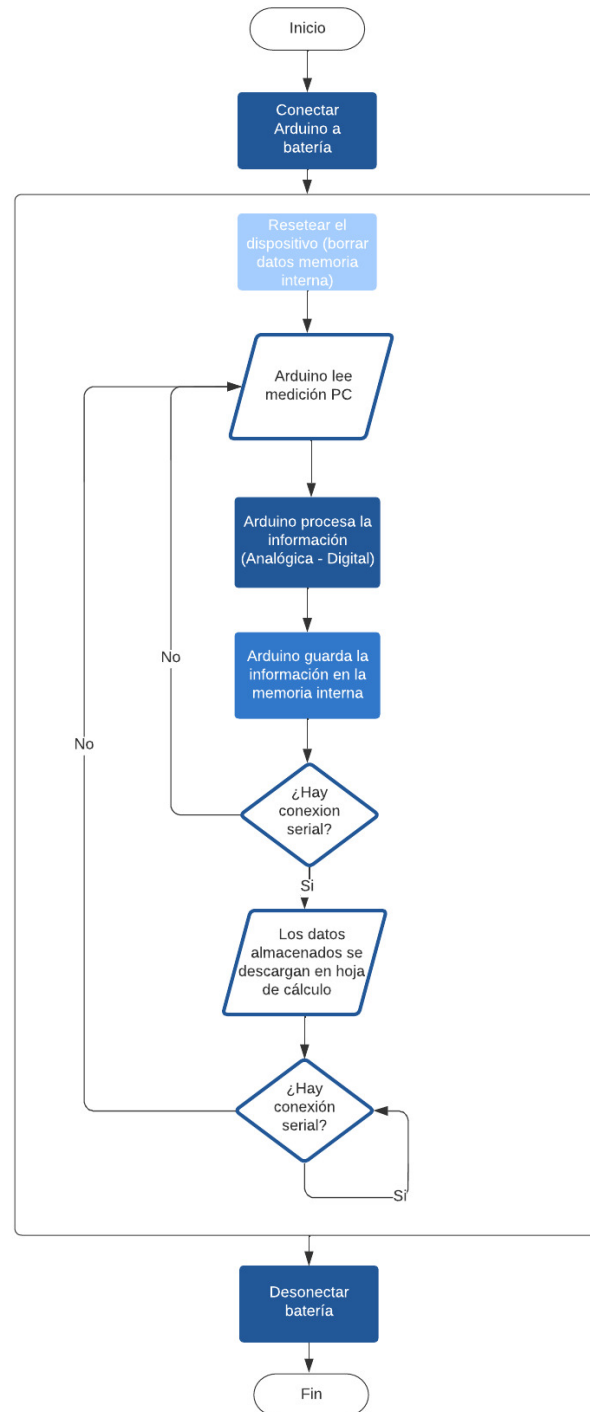 Inicio
Conectar
Arduino a
batería
Resetear el
dispositivo (borrar
datos memoria
interna)
Arduino lee
medición PC
Arduino procesa la
información
(Analógica - Digital)
No
Arduino guarda la
información en la
memoria interna
No
¿Hay
conexion
serial?
Si
Los datos
almacenados se
descargan en hoja
de cálculo
¿Hay
conexión
serial?
Si
Desonectar
batería
Fin